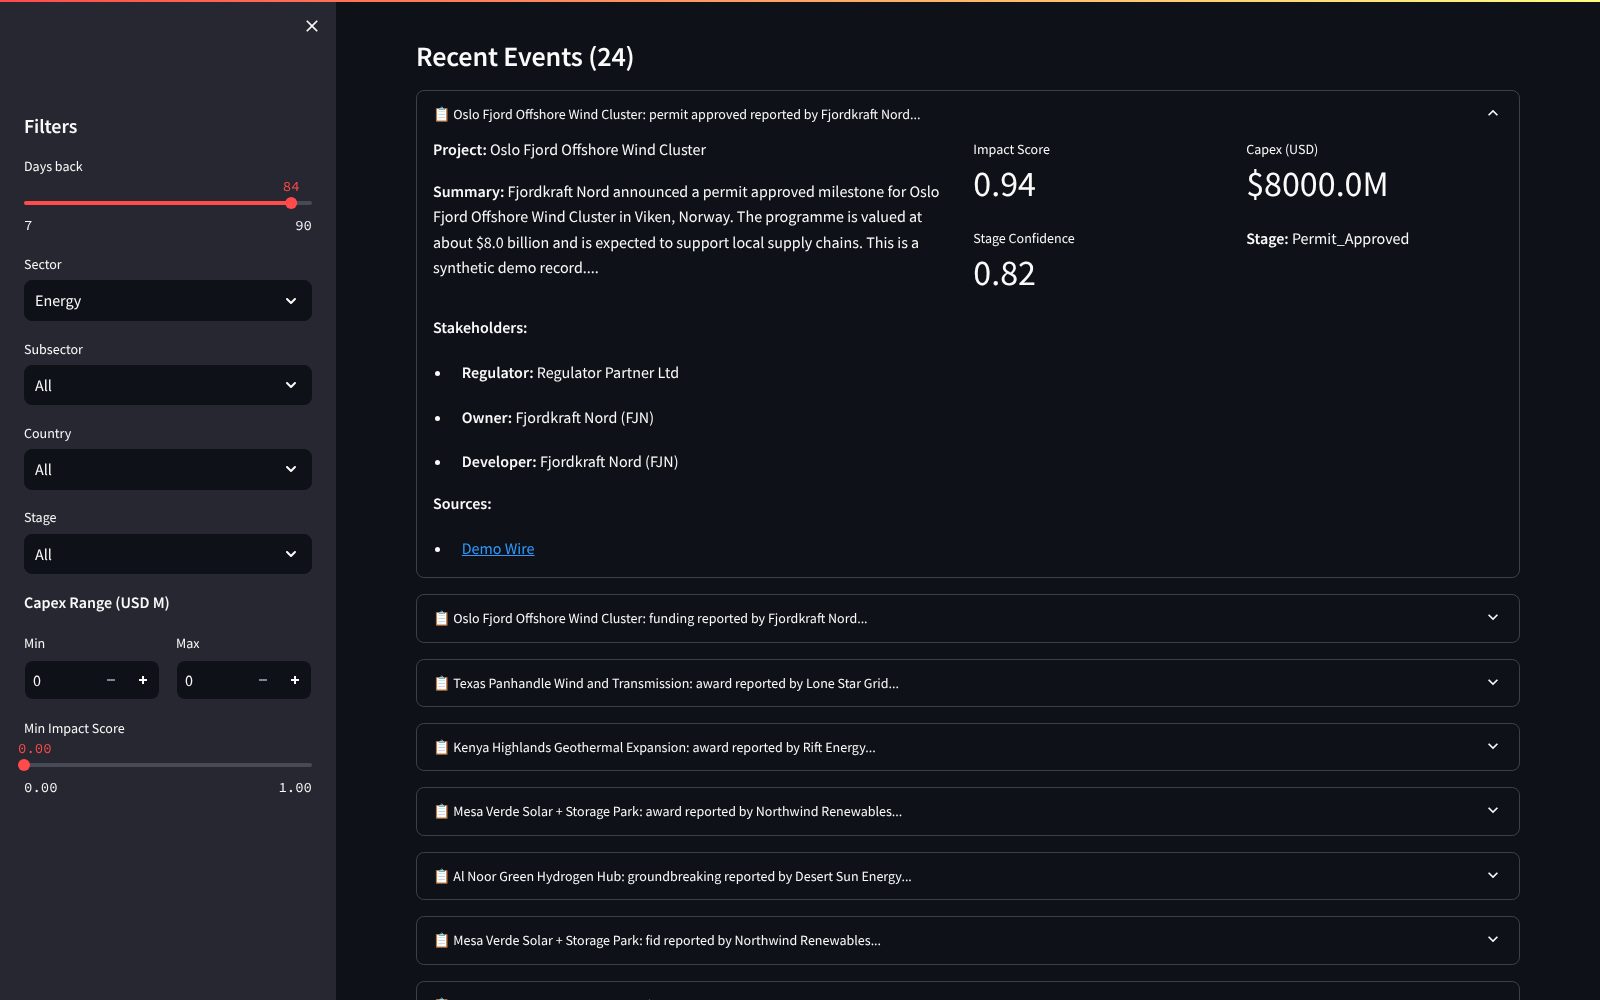 Filters
Days back
84
7 90
Sector
Energy
Subsector
All
Country
All
Stage
All
Capex Range (USD M)
Min Max
0 − + 0 − +
Min Impact Score
0.00
0.00 1.00
Recent Events (24)
📋 Oslo Fjord Offshore Wind Cluster: permit approved reported by Fjordkraft Nord...
Project: Oslo Fjord Offshore Wind Cluster
Summary: Fjordkraft Nord announced a permit approved milestone for Oslo
Fjord Offshore Wind Cluster in Viken, Norway. The programme is valued at
about $8.0 billion and is expected to support local supply chains. This is a
synthetic demo record....
Impact Score
0.94
Stage Confidence
0.82
Capex (USD)
$8000.0M
Stage: Permit_Approved
Stakeholders:
• Regulator: Regulator Partner Ltd
• Owner: Fjordkraft Nord (FJN)
• Developer: Fjordkraft Nord (FJN)
Sources:
• Demo Wire
📋 Oslo Fjord Offshore Wind Cluster: funding reported by Fjordkraft Nord...
📋 Texas Panhandle Wind and Transmission: award reported by Lone Star Grid...
📋 Kenya Highlands Geothermal Expansion: award reported by Rift Energy...
📋 Mesa Verde Solar + Storage Park: award reported by Northwind Renewables...
📋 Al Noor Green Hydrogen Hub: groundbreaking reported by Desert Sun Energy...
📋 Mesa Verde Solar + Storage Park: fid reported by Northwind Renewables...